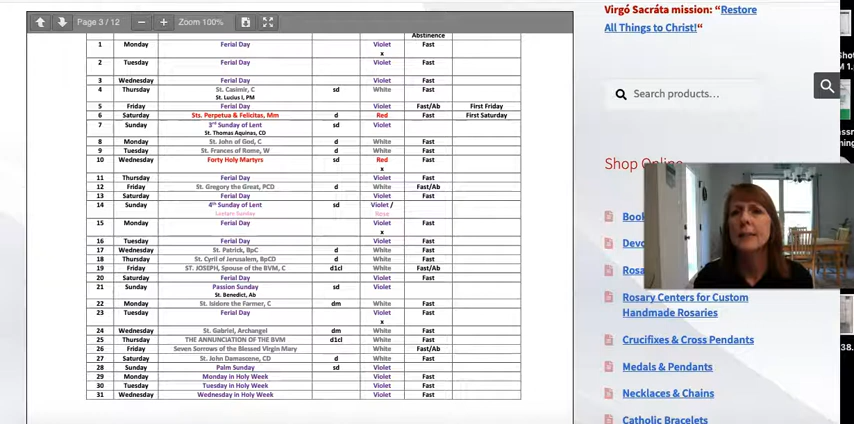 Page 3 / 12
Zoom 100%
Abstinence
1 Monday Ferial Day Violet Fast
x
2 Tuesday Ferial Day Violet Fast
3 Wednesday Ferial Day Violet Fast
4 Thursday St. Casimir, C sd White Fast
St. Lucius I, PM
5 Friday Ferial Day Violet Fast/Ab First Friday
6 Saturday Sts. Perpetua & Felicitas, Mm d Red Fast First Saturday
7 Sunday 3rd Sunday of Lent sd Violet
St. Thomas Aquinas, CD
8 Monday St. John of God, C d White Fast
9 Tuesday St. Frances of Rome, W d White Fast
10 Wednesday Forty Holy Martyrs sd Red Fast
x
11 Thursday Ferial Day Violet Fast
12 Friday St. Gregory the Great, PCD d White Fast/Ab
13 Saturday Ferial Day Violet Fast
14 Sunday 4th Sunday of Lent sd Violet /
Laetare Sunday Rose
15 Monday Ferial Day Violet Fast
x
16 Tuesday Ferial Day Violet Fast
17 Wednesday St. Patrick, BpC d White Fast
18 Thursday St. Cyril of Jerusalem, BpCD d White Fast
19 Friday ST. JOSEPH, Spouse of the BVM, C d1cl White Fast/Ab
20 Saturday Ferial Day Violet Fast
21 Sunday Passion Sunday sd Violet
St. Benedict, Ab
22 Monday St. Isidore the Farmer, C dm White Fast
23 Tuesday Ferial Day Violet Fast
x
24 Wednesday St. Gabriel, Archangel dm White Fast
25 Thursday THE ANNUNCIATION OF THE BVM d1cl White Fast
26 Friday Seven Sorrows of the Blessed Virgin Mary White Fast/Ab
27 Saturday St. John Damascene, CD d White Fast
28 Sunday Palm Sunday sd Violet
29 Monday Monday in Holy Week Violet Fast
30 Tuesday Tuesday in Holy Week Violet Fast
31 Wednesday Wednesday in Holy Week Violet Fast
Virgó Sacráta mission: “Restore
All Things to Christ!“
Search products…
Shop Online
Book
Devo
Rosa
Rosary Centers for Custom
Handmade Rosaries
Crucifixes & Cross Pendants
Medals & Pendants
Necklaces & Chains
Catholic Bracelets